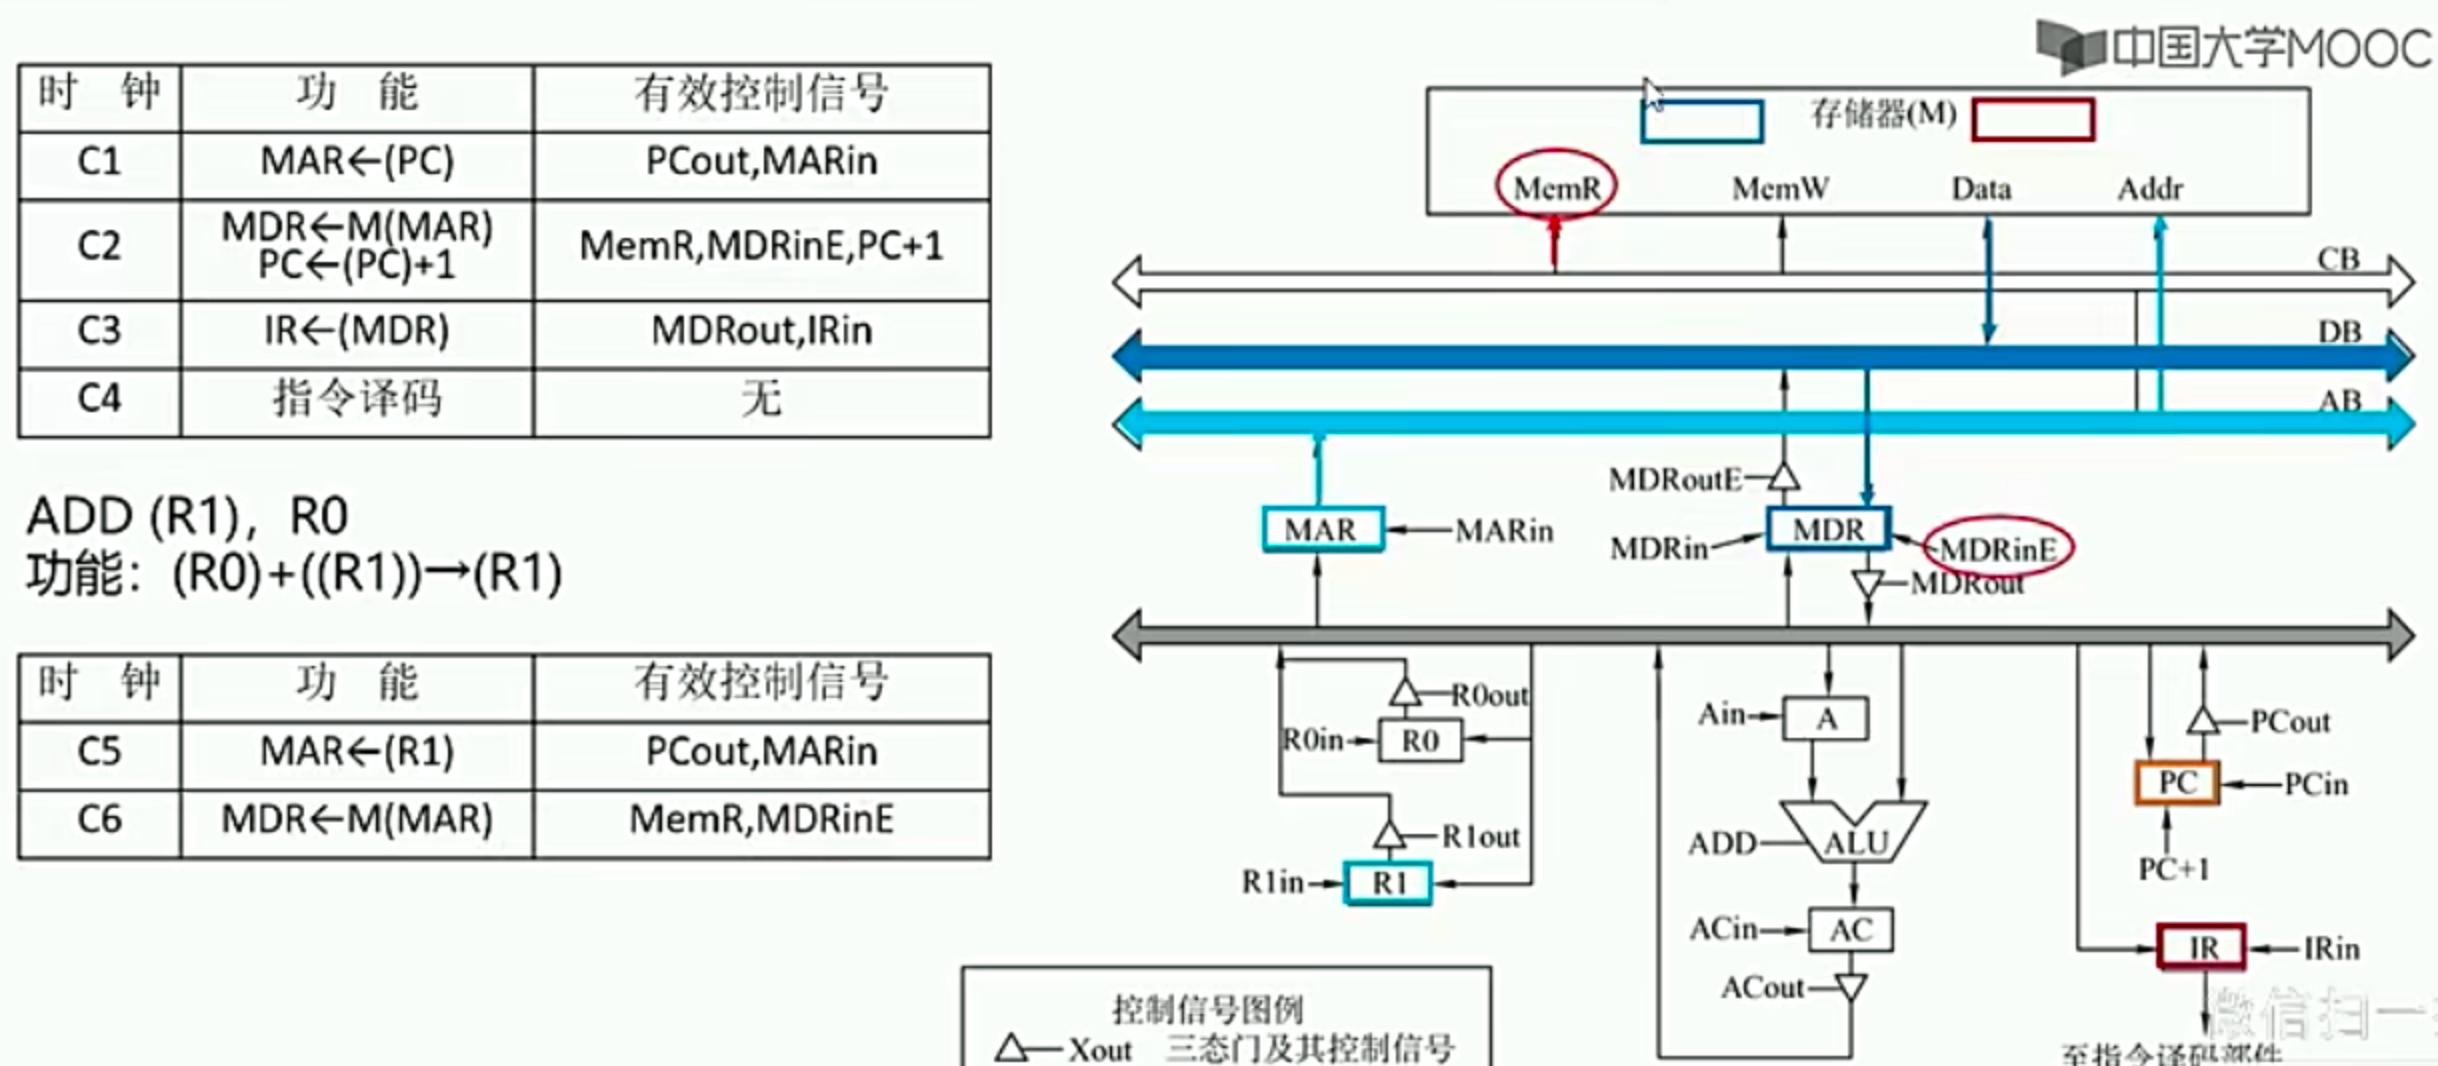 中国大学MOOC
时 钟 功 能 有效控制信号
C1 MAR←(PC) PCout,MARin
C2 MDR←M(MAR) PC←(PC)+1 MemR,MDRinE,PC+1
C3 IR←(MDR) MDRout,IRin
C4 指令译码 无
ADD (R1), R0
功能：(R0)+((R1))→(R1)
时 钟 功 能 有效控制信号
C5 MAR←(R1) PCout,MARin
C6 MDR←M(MAR) MemR,MDRinE
存储器(M)
MemR MemW Data Addr
CB
DB
AB
MDRoutE
MAR MARin
MDRin MDR MDRinE
MDRout
R0out
R0in R0
R1out
R1in R1
Ain A
ADD ALU
ACin AC
ACout
PCout
PC PCin
PC+1
IR IRin
至指令译码部件
控制信号图例
Xout 三态门及其控制信号
微信扫一